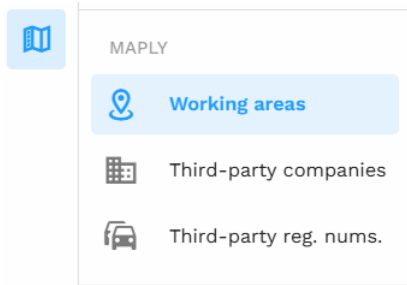 MAPLY
Working areas
Third-party companies
Third-party reg. nums.